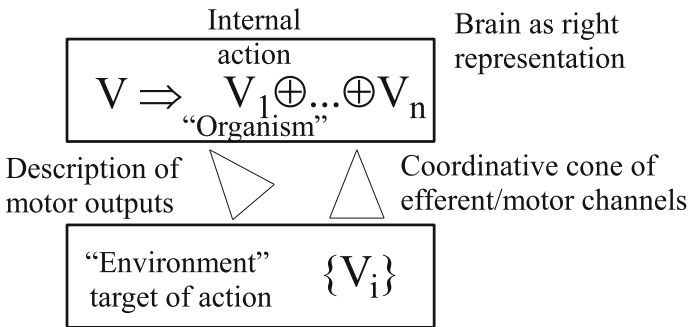 Internal
action
Brain as right
representation
V ⇒ V₁⊕...⊕Vₙ
“Organism”
Description of
motor outputs
Coordinative cone of
efferent/motor channels
“Environment”
target of action
{Vᵢ}